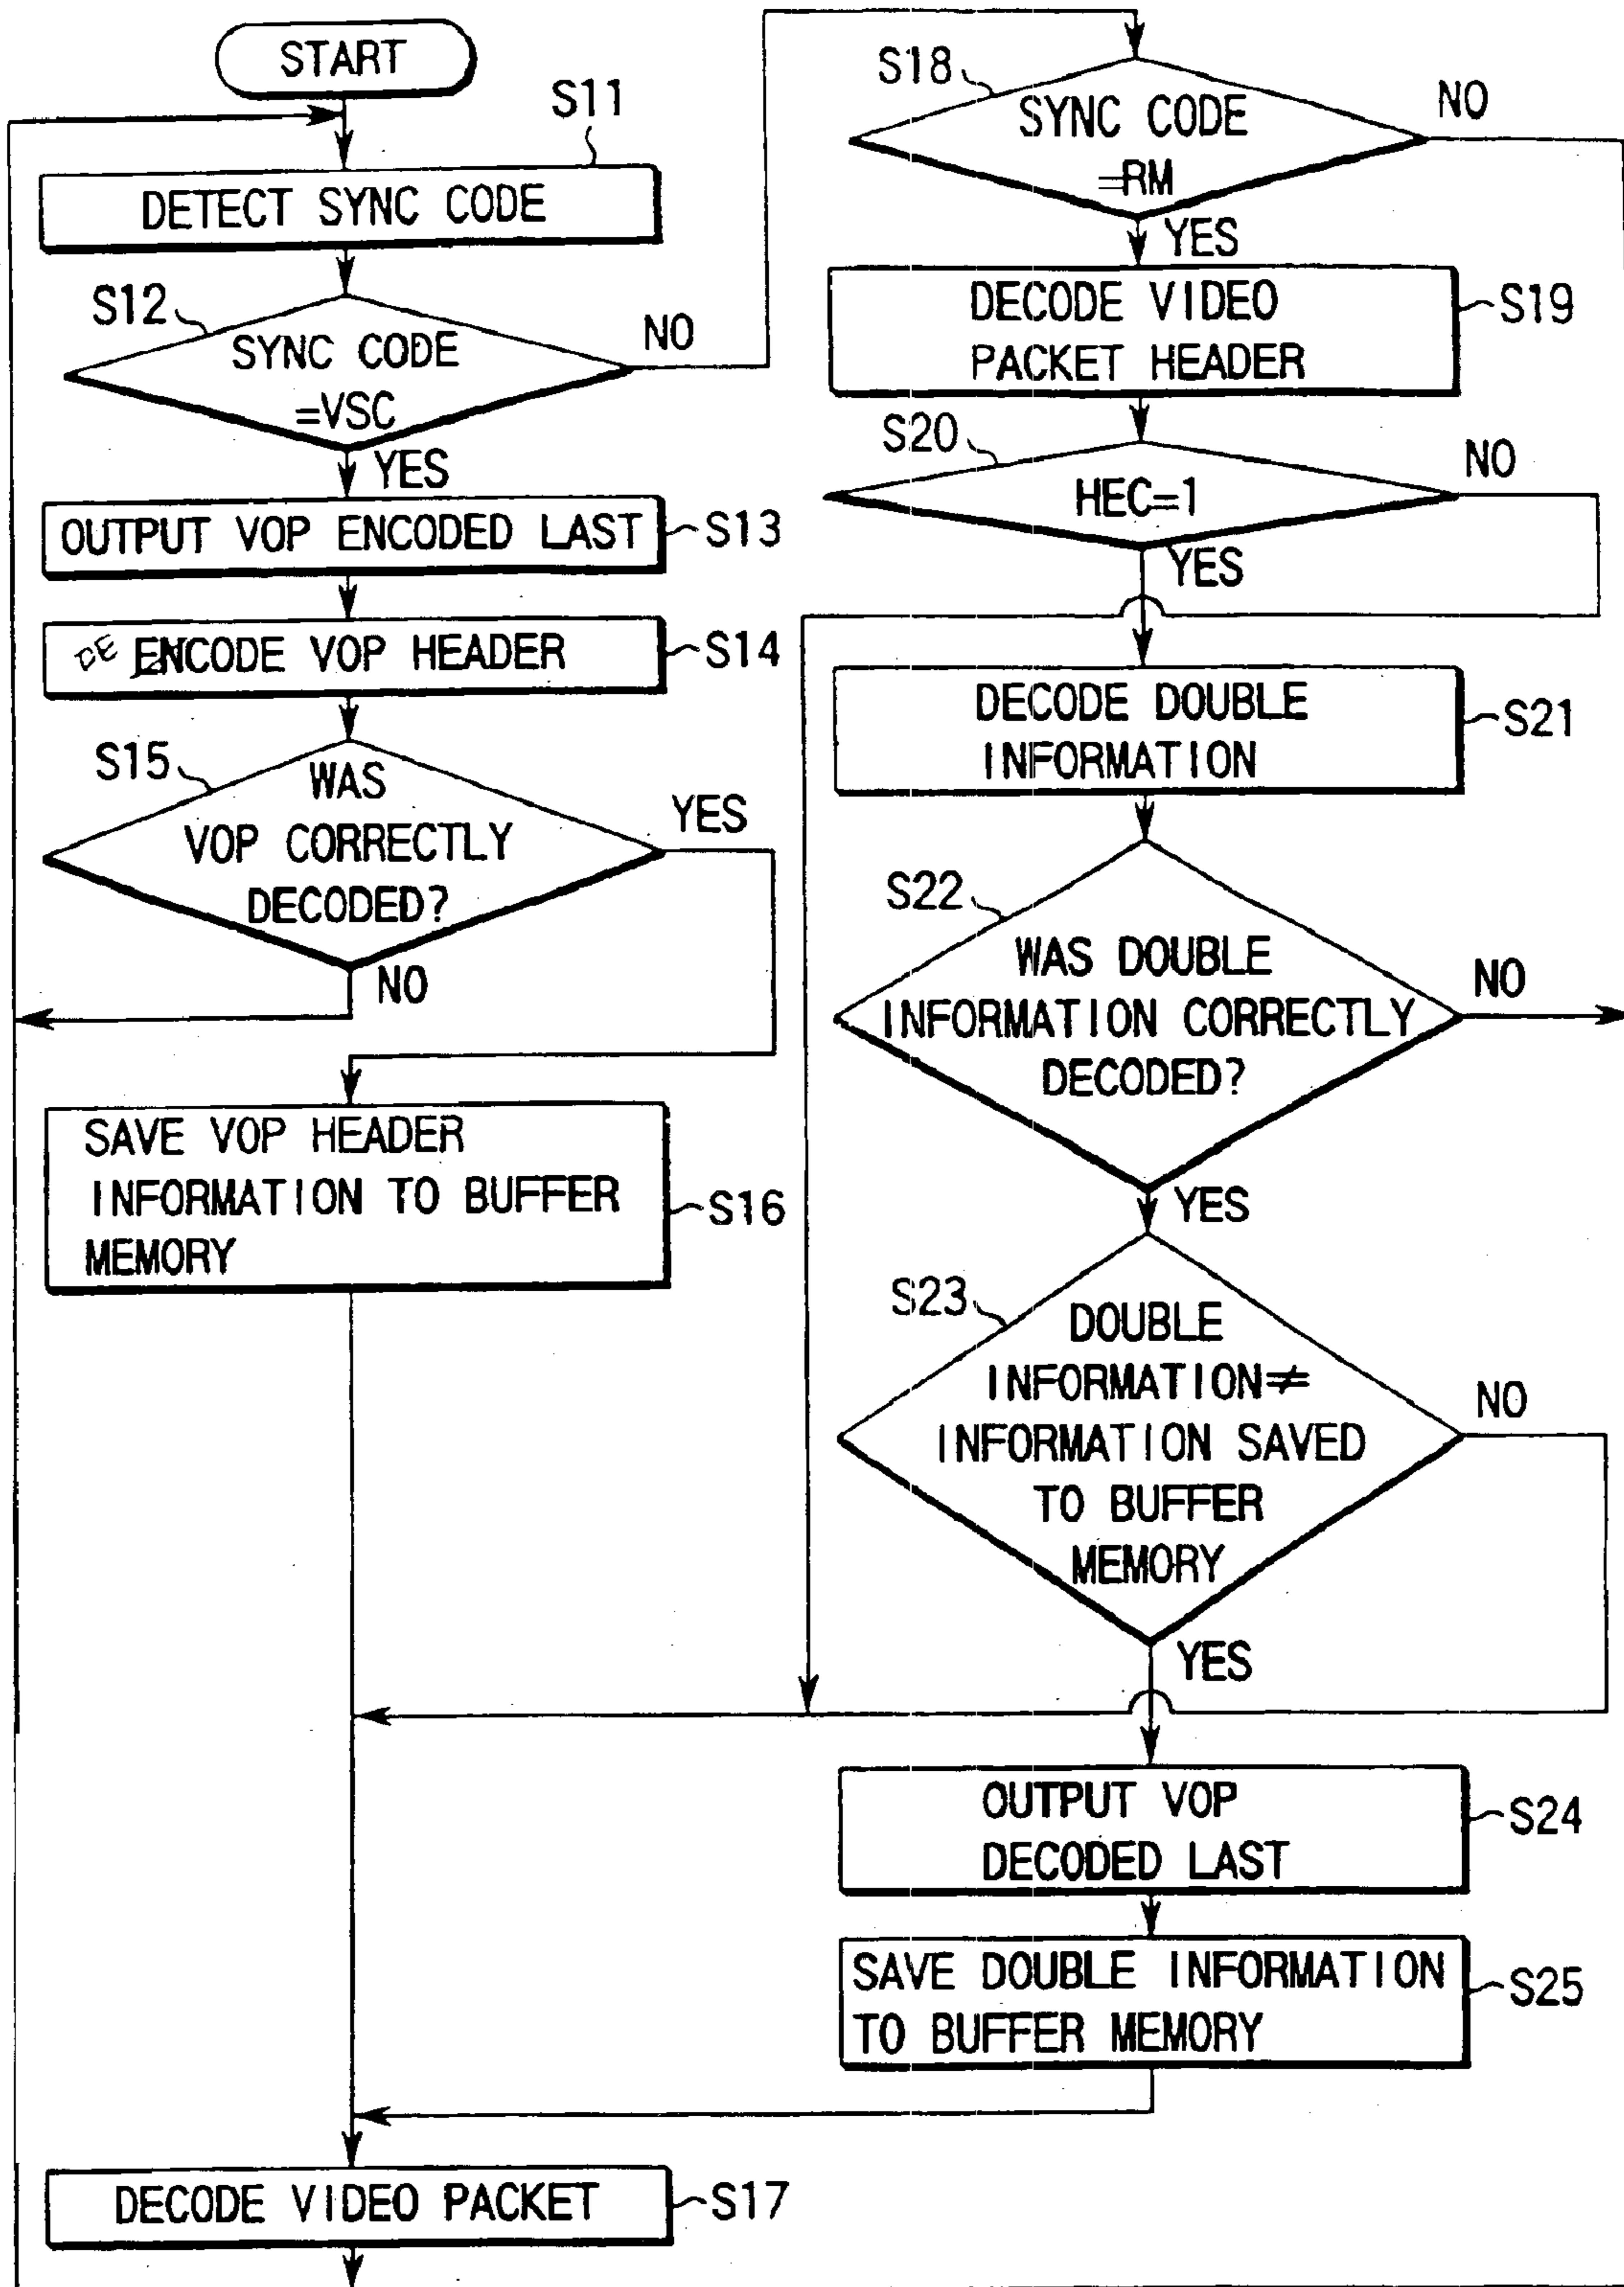 START
S11
DETECT SYNC CODE
S12
SYNC CODE
=VSC
NO
YES
OUTPUT VOP ENCODED LAST
S13
DE ENCODE VOP HEADER
S14
S15
WAS
VOP CORRECTLY
DECODED?
YES
NO
SAVE VOP HEADER
INFORMATION TO BUFFER
MEMORY
S16
DECODE VIDEO PACKET
S17
S18
SYNC CODE
=RM
NO
YES
DECODE VIDEO
PACKET HEADER
S19
S20
HEC=1
NO
YES
DECODE DOUBLE
INFORMATION
S21
S22
WAS DOUBLE
INFORMATION CORRECTLY
DECODED?
NO
YES
S23
DOUBLE
INFORMATION≠
INFORMATION SAVED
TO BUFFER
MEMORY
NO
YES
OUTPUT VOP
DECODED LAST
S24
SAVE DOUBLE INFORMATION
TO BUFFER MEMORY
S25